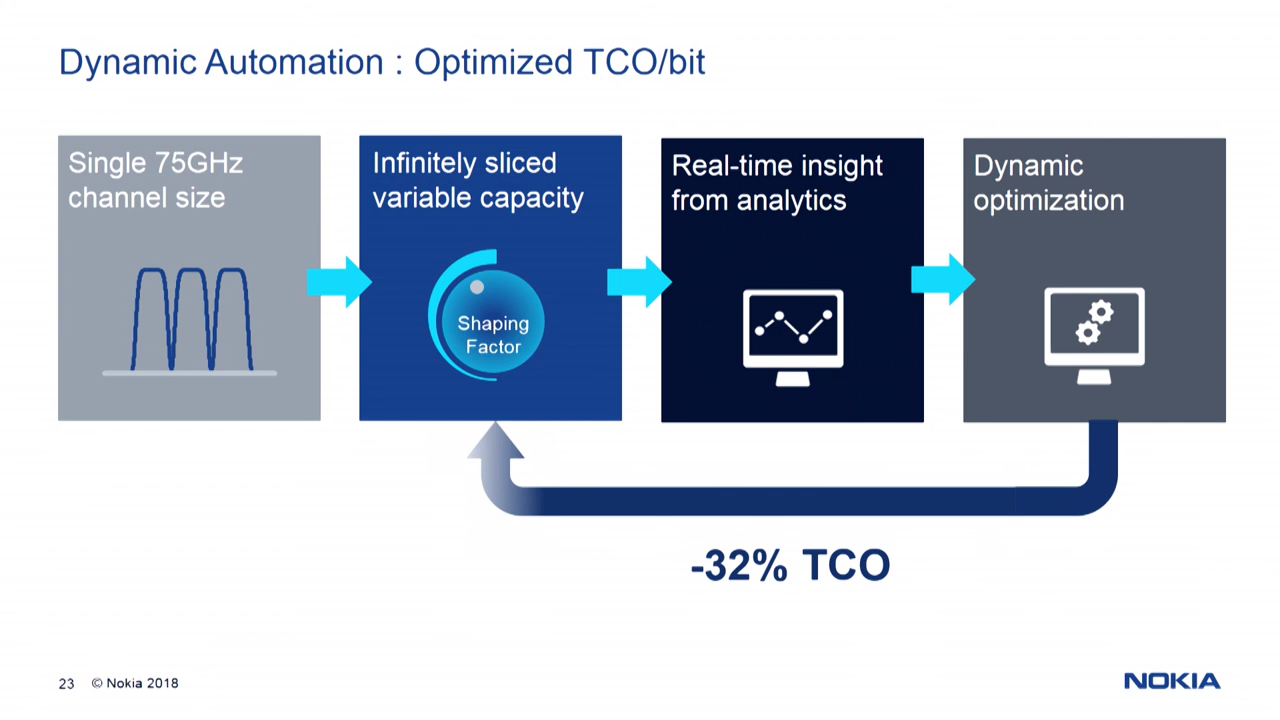 Dynamic Automation : Optimized TCO/bit
Single 75GHz
channel size
Infinitely sliced
variable capacity
Shaping
Factor
Real-time insight
from analytics
Dynamic
optimization
-32% TCO
23 © Nokia 2018
NOKIA